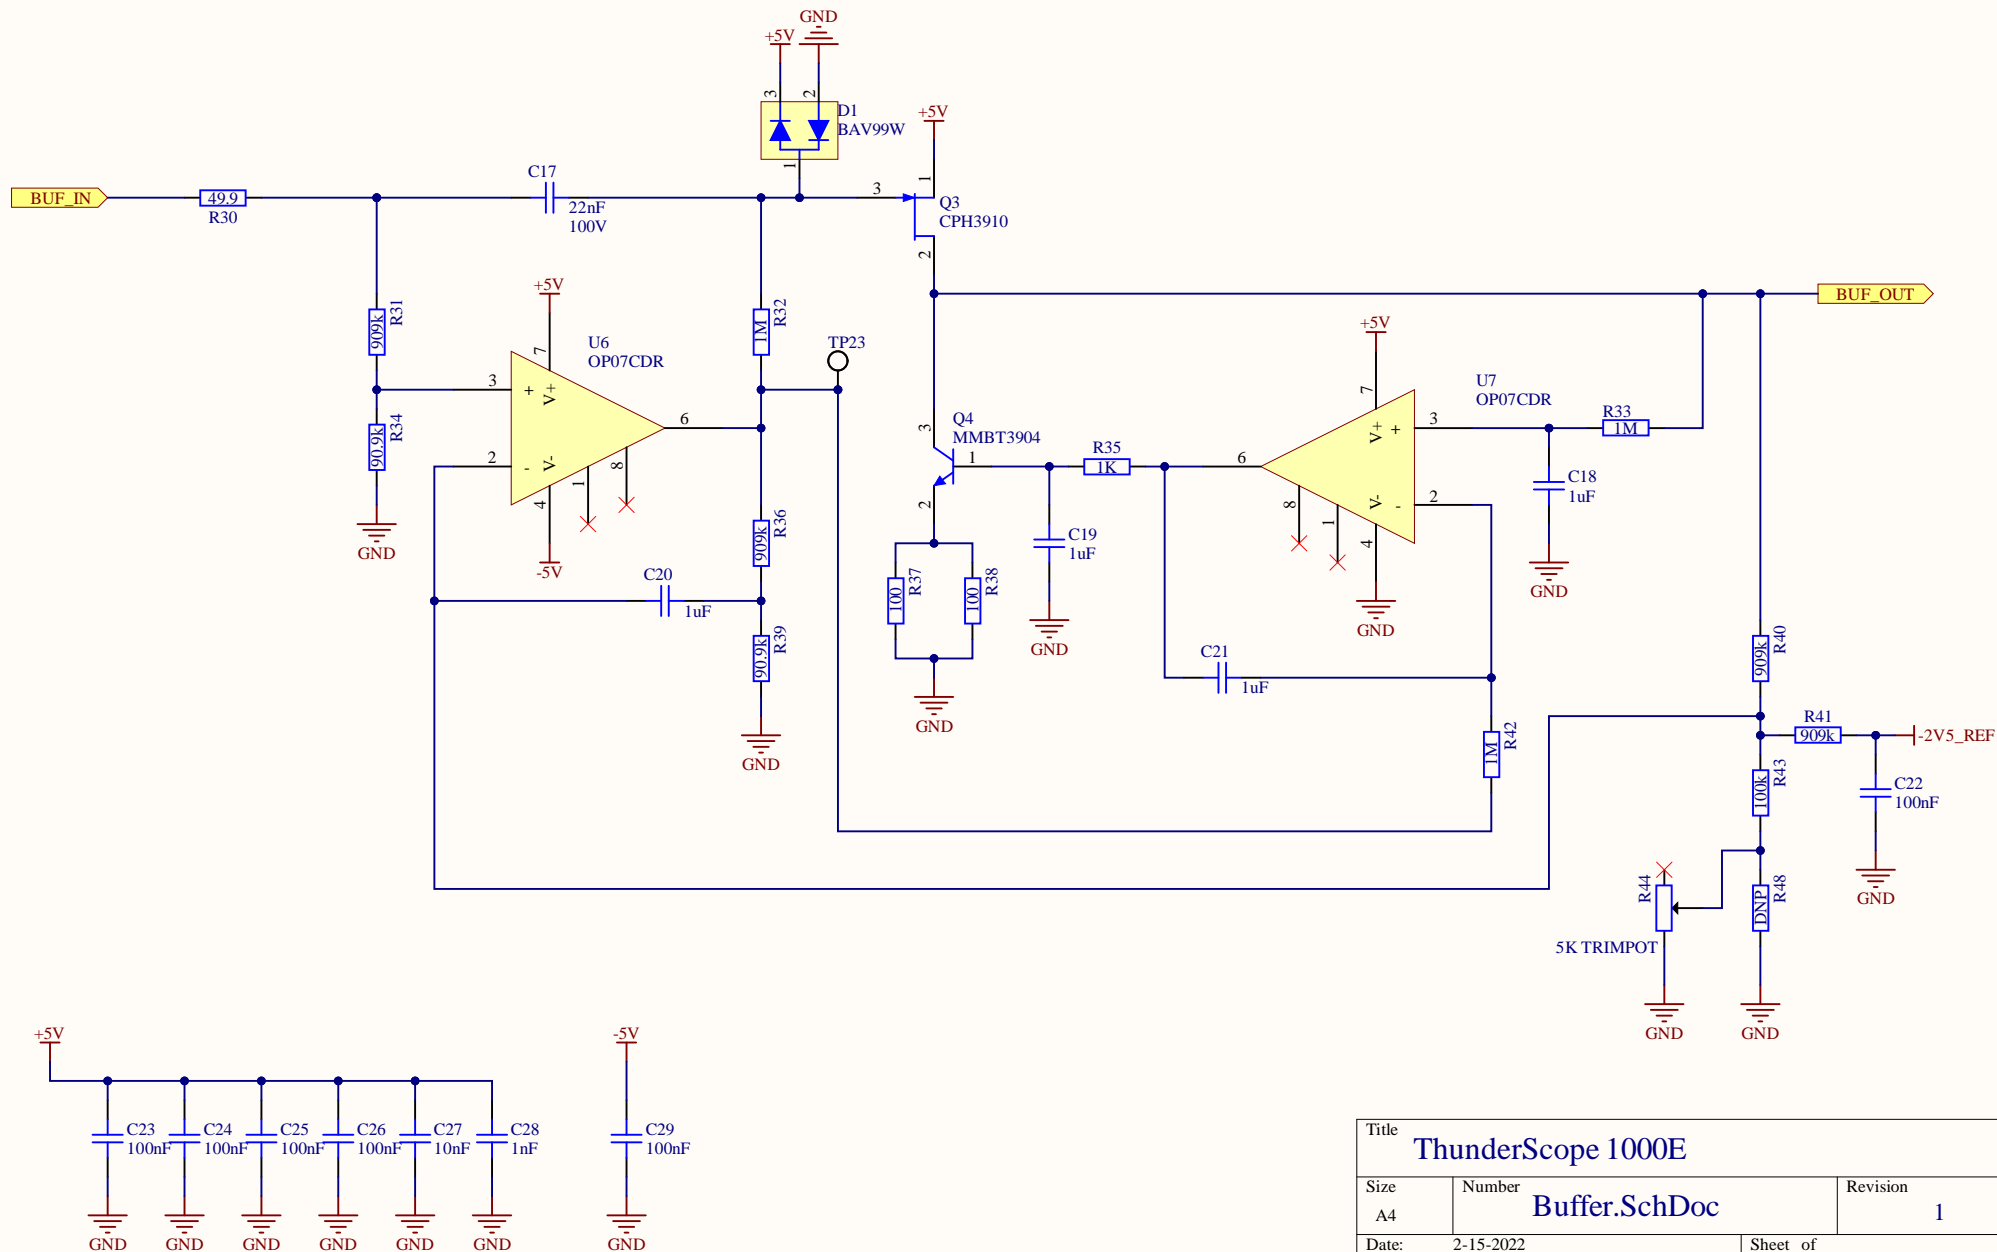 GND
+5V
3
2
D1
BAV99W
1
+5V
1
BUF_IN
49.9
R30
C17
22nF
100V
3
Q3
CPH3910
2
BUF_OUT
909k
R31
+5V
7
U6
OP07CDR
3
+
V+
6
2
-
V-
4
1
8
-5V
90.9k
R34
GND
1M
R32
TP23
909k
R36
C20
1uF
90.9k
R39
GND
3
Q4
MMBT3904
1
2
R35
1K
C19
1uF
GND
100
R37
100
R38
GND
+5V
7
U7
OP07CDR
3
+
V+
6
2
-
V-
8
1
4
GND
R33
1M
C18
1uF
GND
C21
1uF
1M
R42
909k
R40
R41
909k
-2V5_REF
C22
100nF
GND
100k
R43
R44
5K TRIMPOT
GND
DNP
R48
GND
+5V
C23
100nF
GND
C24
100nF
GND
C25
100nF
GND
C26
100nF
GND
C27
10nF
GND
C28
1nF
GND
-5V
C29
100nF
GND
Title
ThunderScope 1000E
Size
A4
Number
Buffer.SchDoc
Revision
1
Date:
2-15-2022
Sheet of